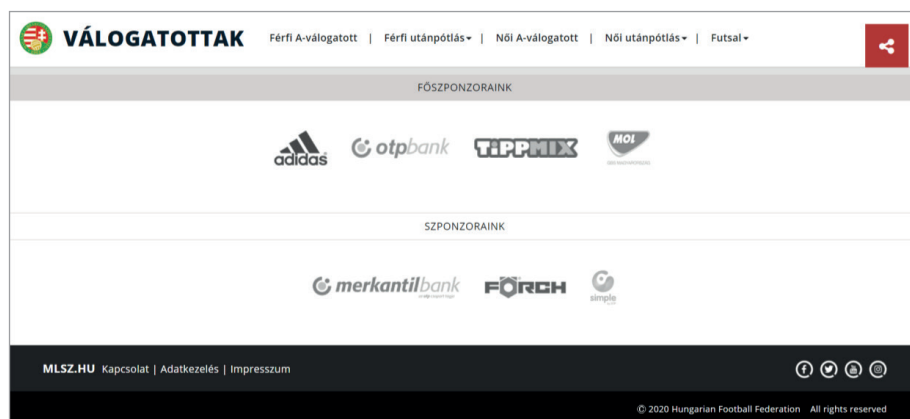 VÁLOGATOTTAK Férfi A-válogatott | Férfi utánpótlás | Női A-válogatott | Női utánpótlás | Futsal
FŐSZPONZORAINK
adidas otpbank TiPPMIX MOL
SZPONZORAINK
merkantilbank FÖRCH simple
MLSZ.HU Kapcsolat | Adatkezelés | Impresszum
© 2020 Hungarian Football Federation All rights reserved